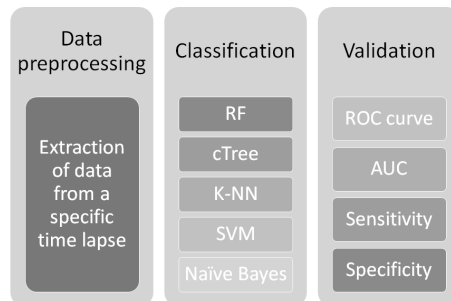 Data
preprocessing
Extraction
of data
from a
specific
time lapse
Classification
RF
cTree
K-NN
SVM
Naïve Bayes
Validation
ROC curve
AUC
Sensitivity
Specificity